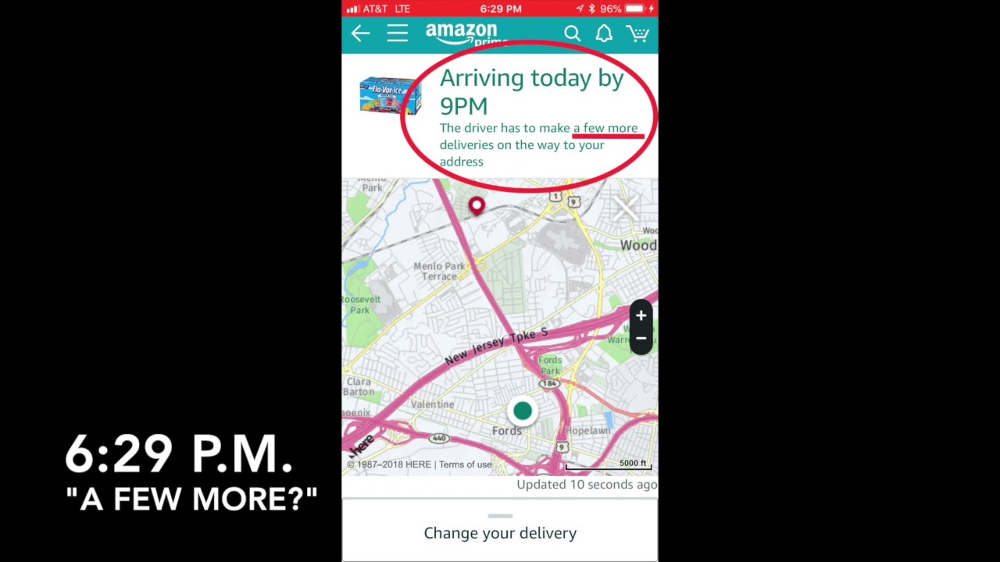 AT&T LTE 6:29 PM 96%
amazon
prime
Arriving today by
9PM
The driver has to make a few more
deliveries on the way to your
address
Fla-Vor-Ice
Menlo
Park
1
9
Woo
Wood
Menlo Park
Terrace
Roosevelt
Park
+
−
New Jersey Tpke S
Fords
Park
184
Clara
Barton
Valentine
Fords
Hopelawn
440
9
here
© 1987–2018 HERE | Terms of use
5000 ft
Updated 10 seconds ago
Change your delivery
6:29 P.M.
"A FEW MORE?"